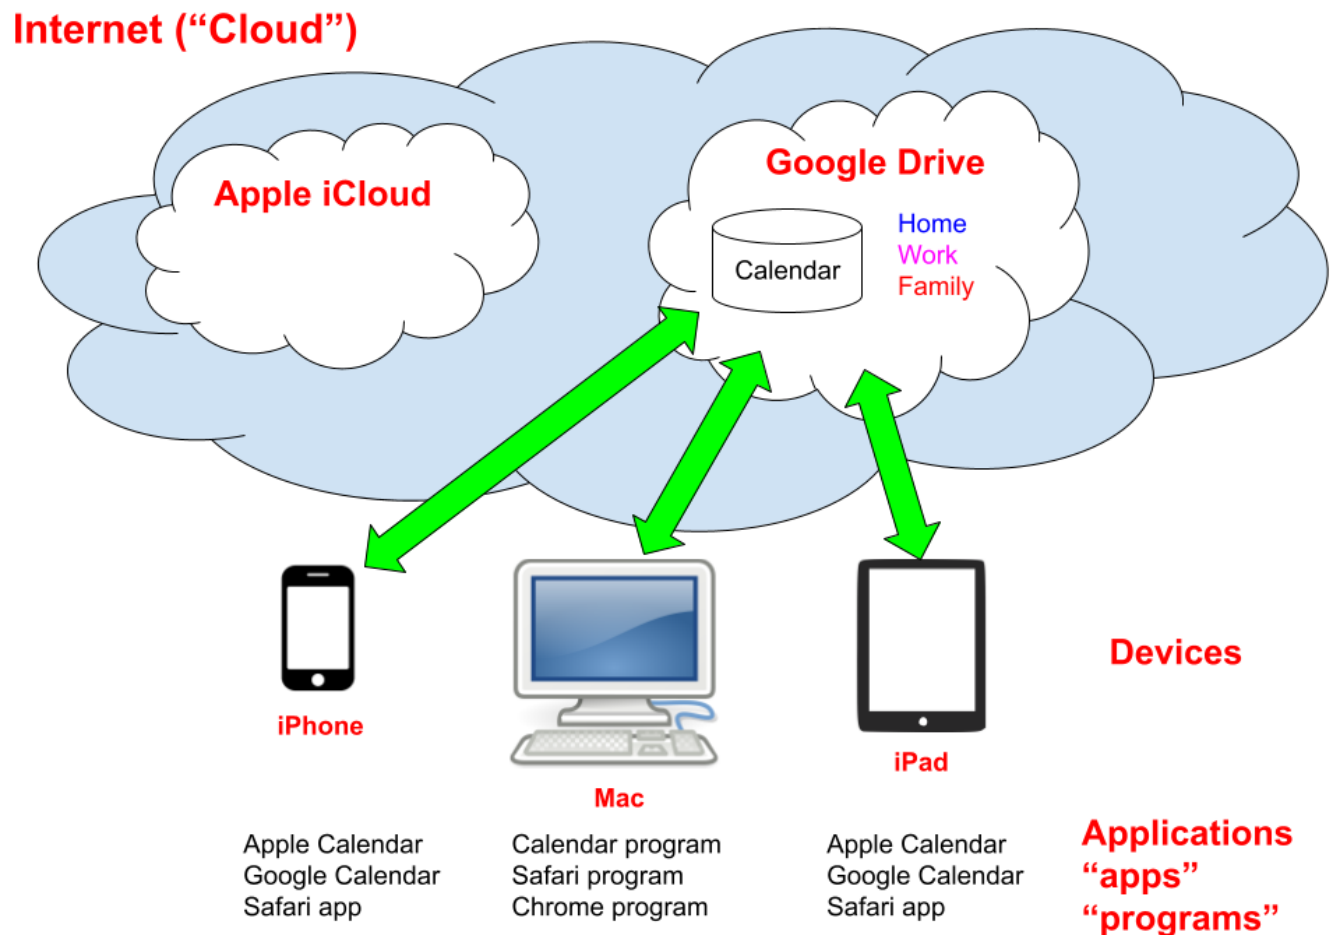 Internet (“Cloud”)
Apple iCloud
Google Drive
Calendar
Home
Work
Family
Devices
iPhone
Mac
iPad
Apple Calendar
Google Calendar
Safari app
Calendar program
Safari program
Chrome program
Apple Calendar
Google Calendar
Safari app
Applications
“apps”
“programs”